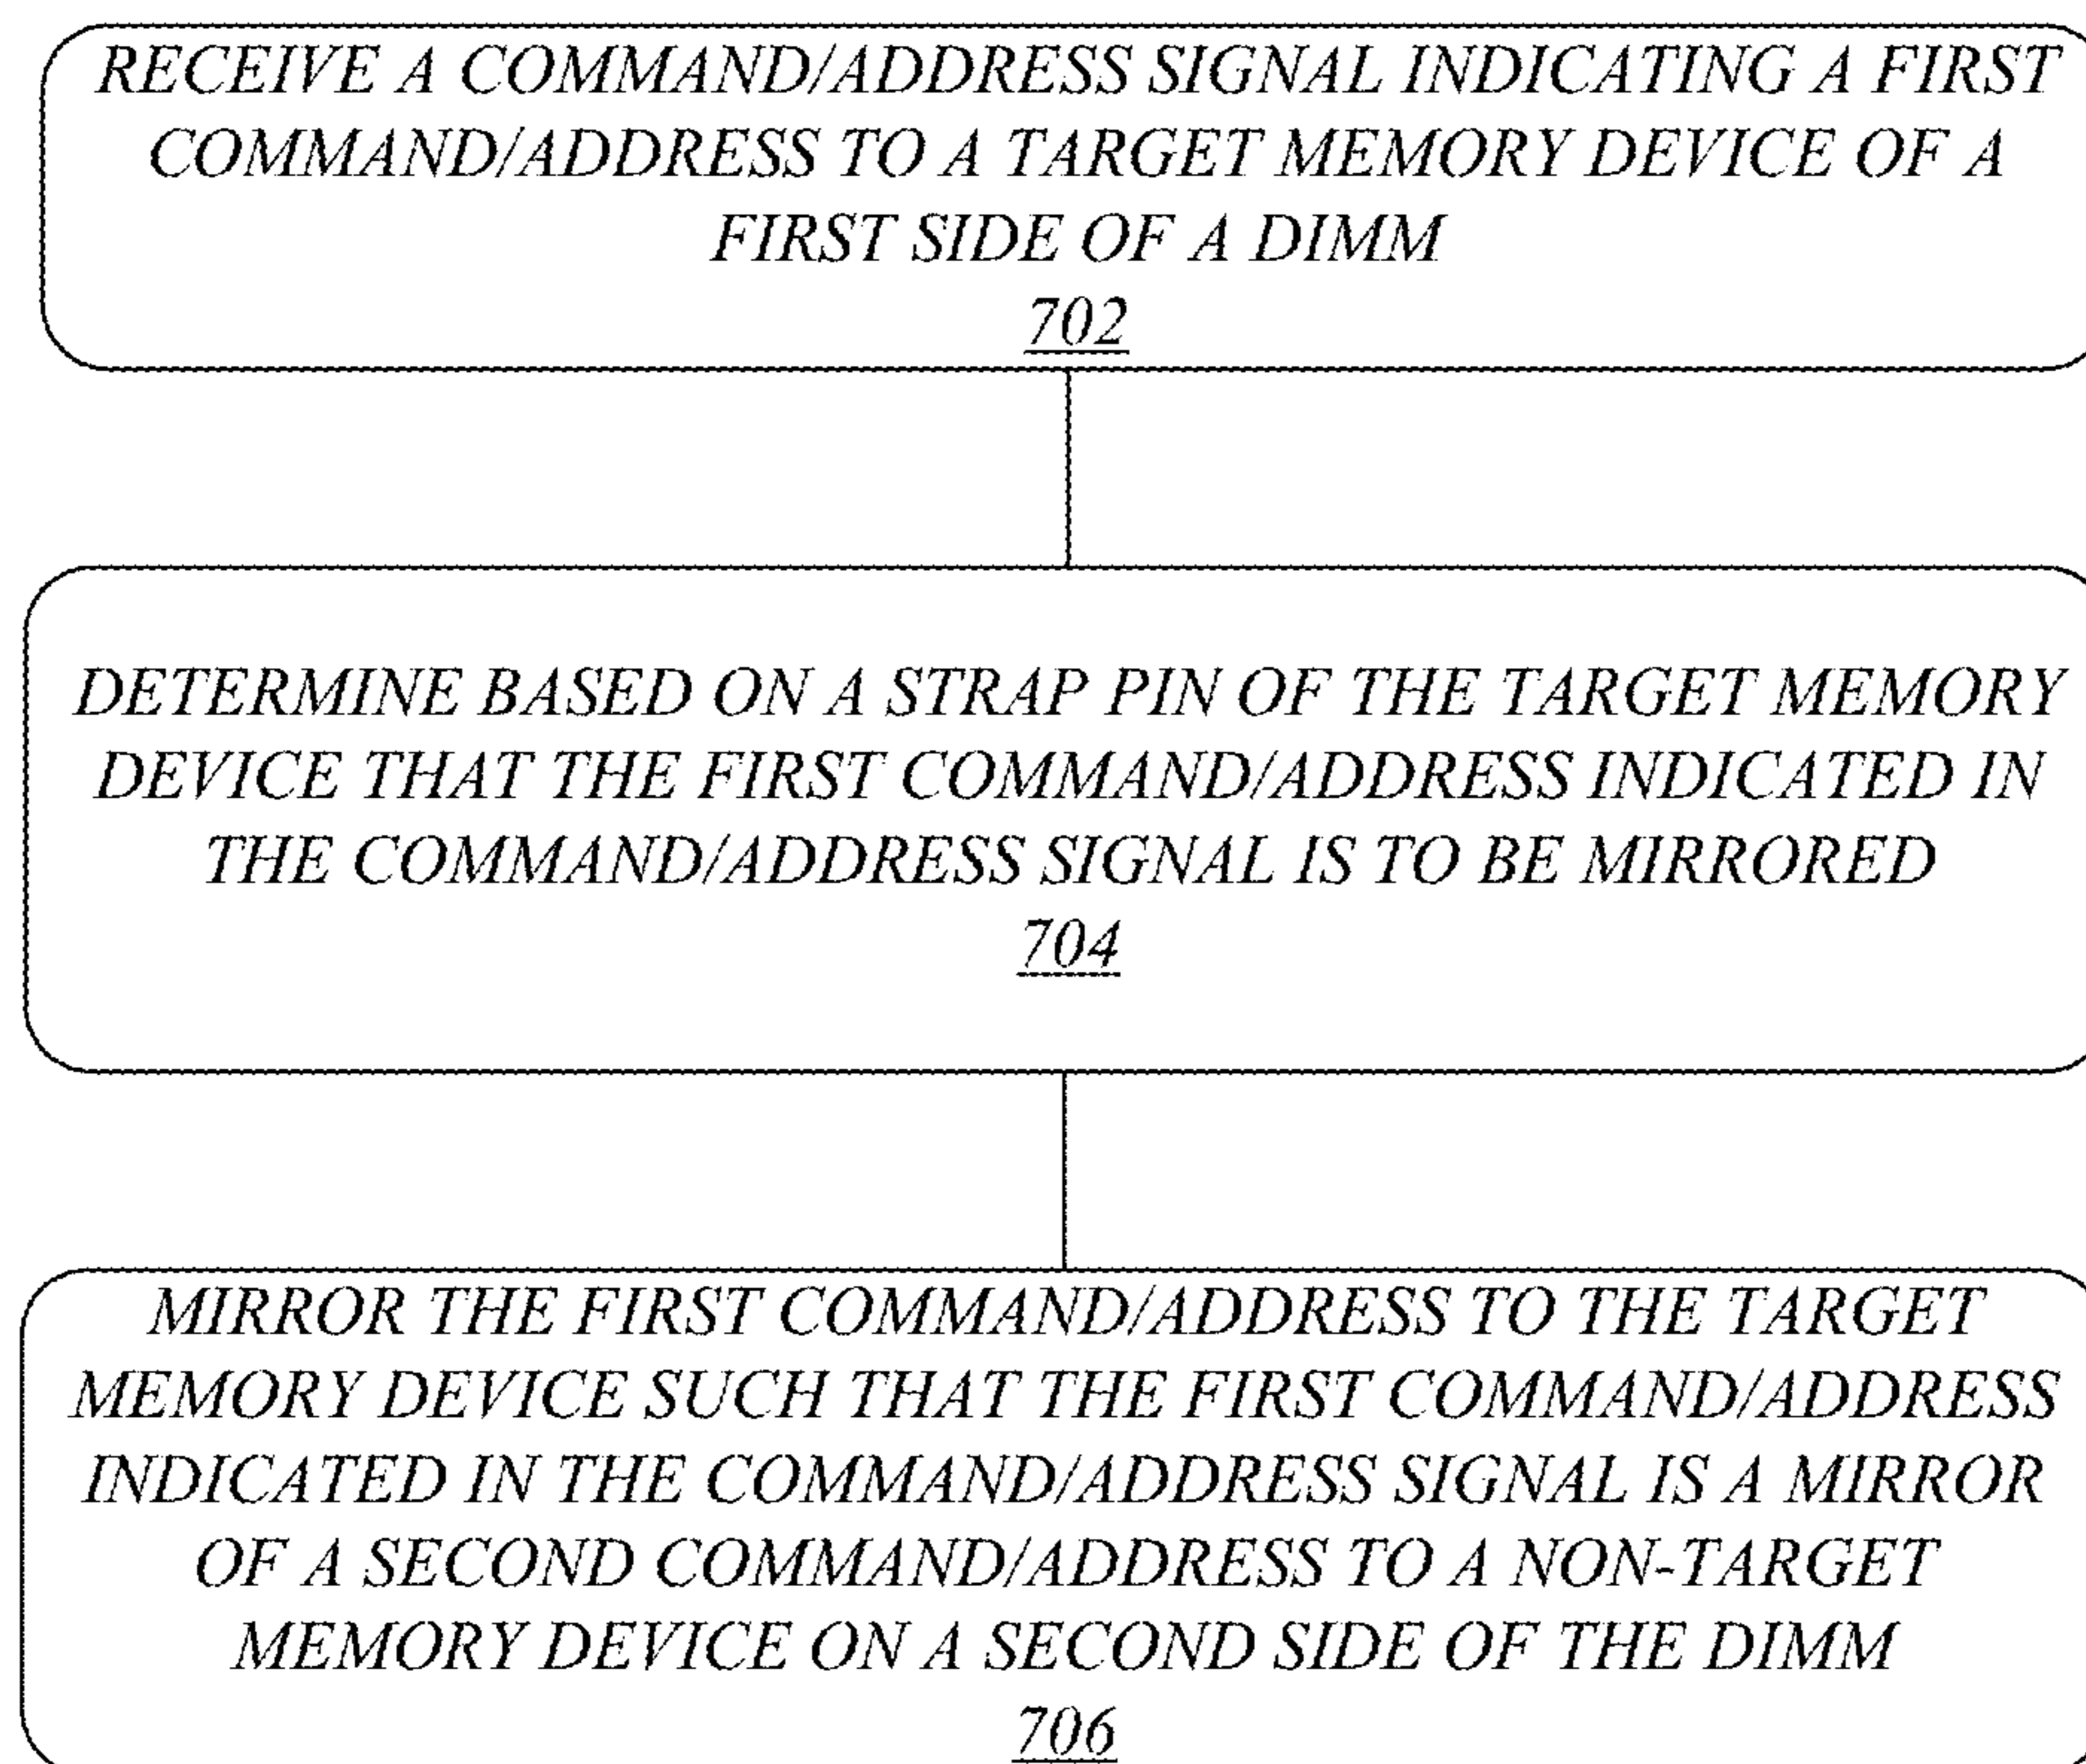 RECEIVE A COMMAND/ADDRESS SIGNAL INDICATING A FIRST
COMMAND/ADDRESS TO A TARGET MEMORY DEVICE OF A
FIRST SIDE OF A DIMM
702
DETERMINE BASED ON A STRAP PIN OF THE TARGET MEMORY
DEVICE THAT THE FIRST COMMAND/ADDRESS INDICATED IN
THE COMMAND/ADDRESS SIGNAL IS TO BE MIRRORED
704
MIRROR THE FIRST COMMAND/ADDRESS TO THE TARGET
MEMORY DEVICE SUCH THAT THE FIRST COMMAND/ADDRESS
INDICATED IN THE COMMAND/ADDRESS SIGNAL IS A MIRROR
OF A SECOND COMMAND/ADDRESS TO A NON-TARGET
MEMORY DEVICE ON A SECOND SIDE OF THE DIMM
706